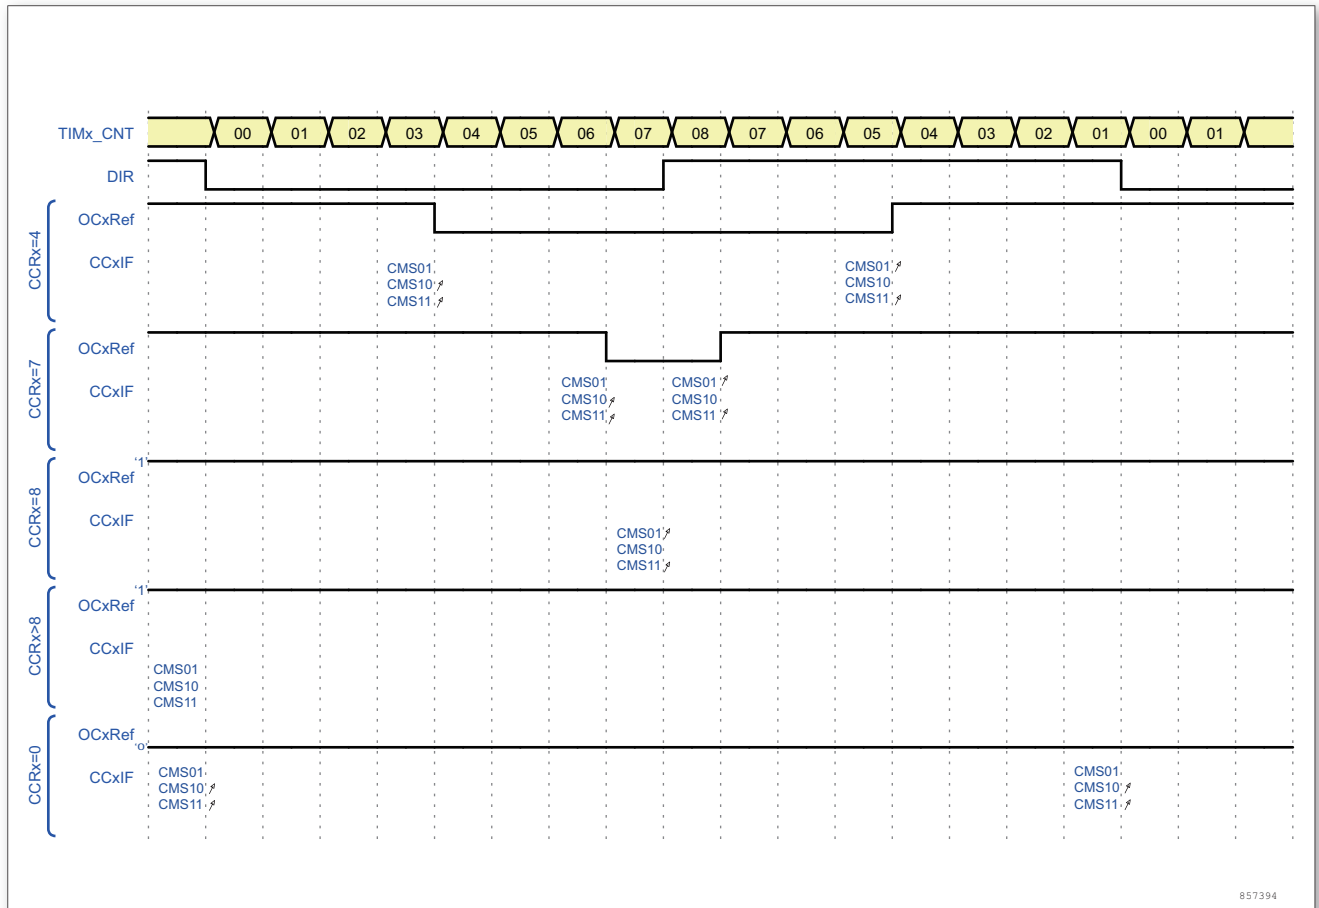 TIMx_CNT 00 01 02 03 04 05 06 07 08 07 06 05 04 03 02 01 00 01
DIR
CCRx=4
OCxRef
CCxIF
CMS01 CMS01
CMS10 CMS10
CMS11 CMS11
CCRx=7
OCxRef
CCxIF
CMS01 CMS01
CMS10 CMS10
CMS11 CMS11
CCRx=8
'1'
OCxRef
CCxIF
CMS01
CMS10
CMS11
CCRx>8
'1'
OCxRef
CCxIF
CMS01
CMS10
CMS11
CCRx=0
OCxRef
'0'
CCxIF
CMS01 CMS01
CMS10 CMS10
CMS11 CMS11
857394